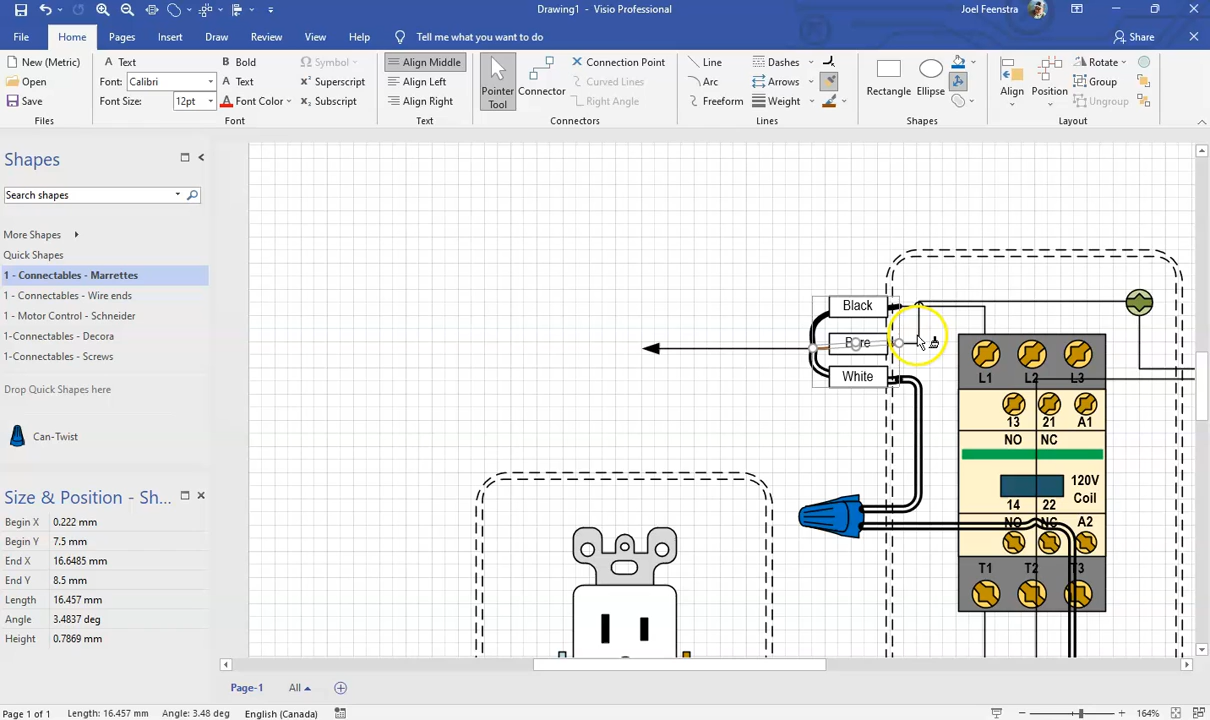 Drawing1 - Visio Professional
Joel Feenstra
File Home Pages Insert Draw Review View Help Tell me what you want to do
Share
New (Metric)
Open
Save
Files
Text
Font: Calibri
Font Size: 12pt
Bold
Text
Font Color
Symbol
Superscript
Subscript
Font
Align Middle
Align Left
Align Right
Text
Pointer Tool
Connector
Connection Point
Curved Lines
Right Angle
Connectors
Line
Arc
Freeform
Dashes
Arrows
Weight
Lines
Rectangle
Ellipse
Shapes
Align
Position
Rotate
Group
Ungroup
Layout
Shapes
Search shapes
More Shapes
Quick Shapes
1 - Connectables - Marrettes
1 - Connectables - Wire ends
1 - Motor Control - Schneider
1-Connectables - Decora
1-Connectables - Screws
Drop Quick Shapes here
Can-Twist
Size & Position - Sh...
Begin X 0.222 mm
Begin Y 7.5 mm
End X 16.6485 mm
End Y 8.5 mm
Length 16.457 mm
Angle 3.4837 deg
Height 0.7869 mm
Black
Bare
White
L1 L2 L3
13 21 A1
NO NC
120V
Coil
14 22
NO NC A2
T1 T2 T3
Page-1 All
Page 1 of 1 Length: 16.457 mm Angle: 3.48 deg English (Canada)
164%